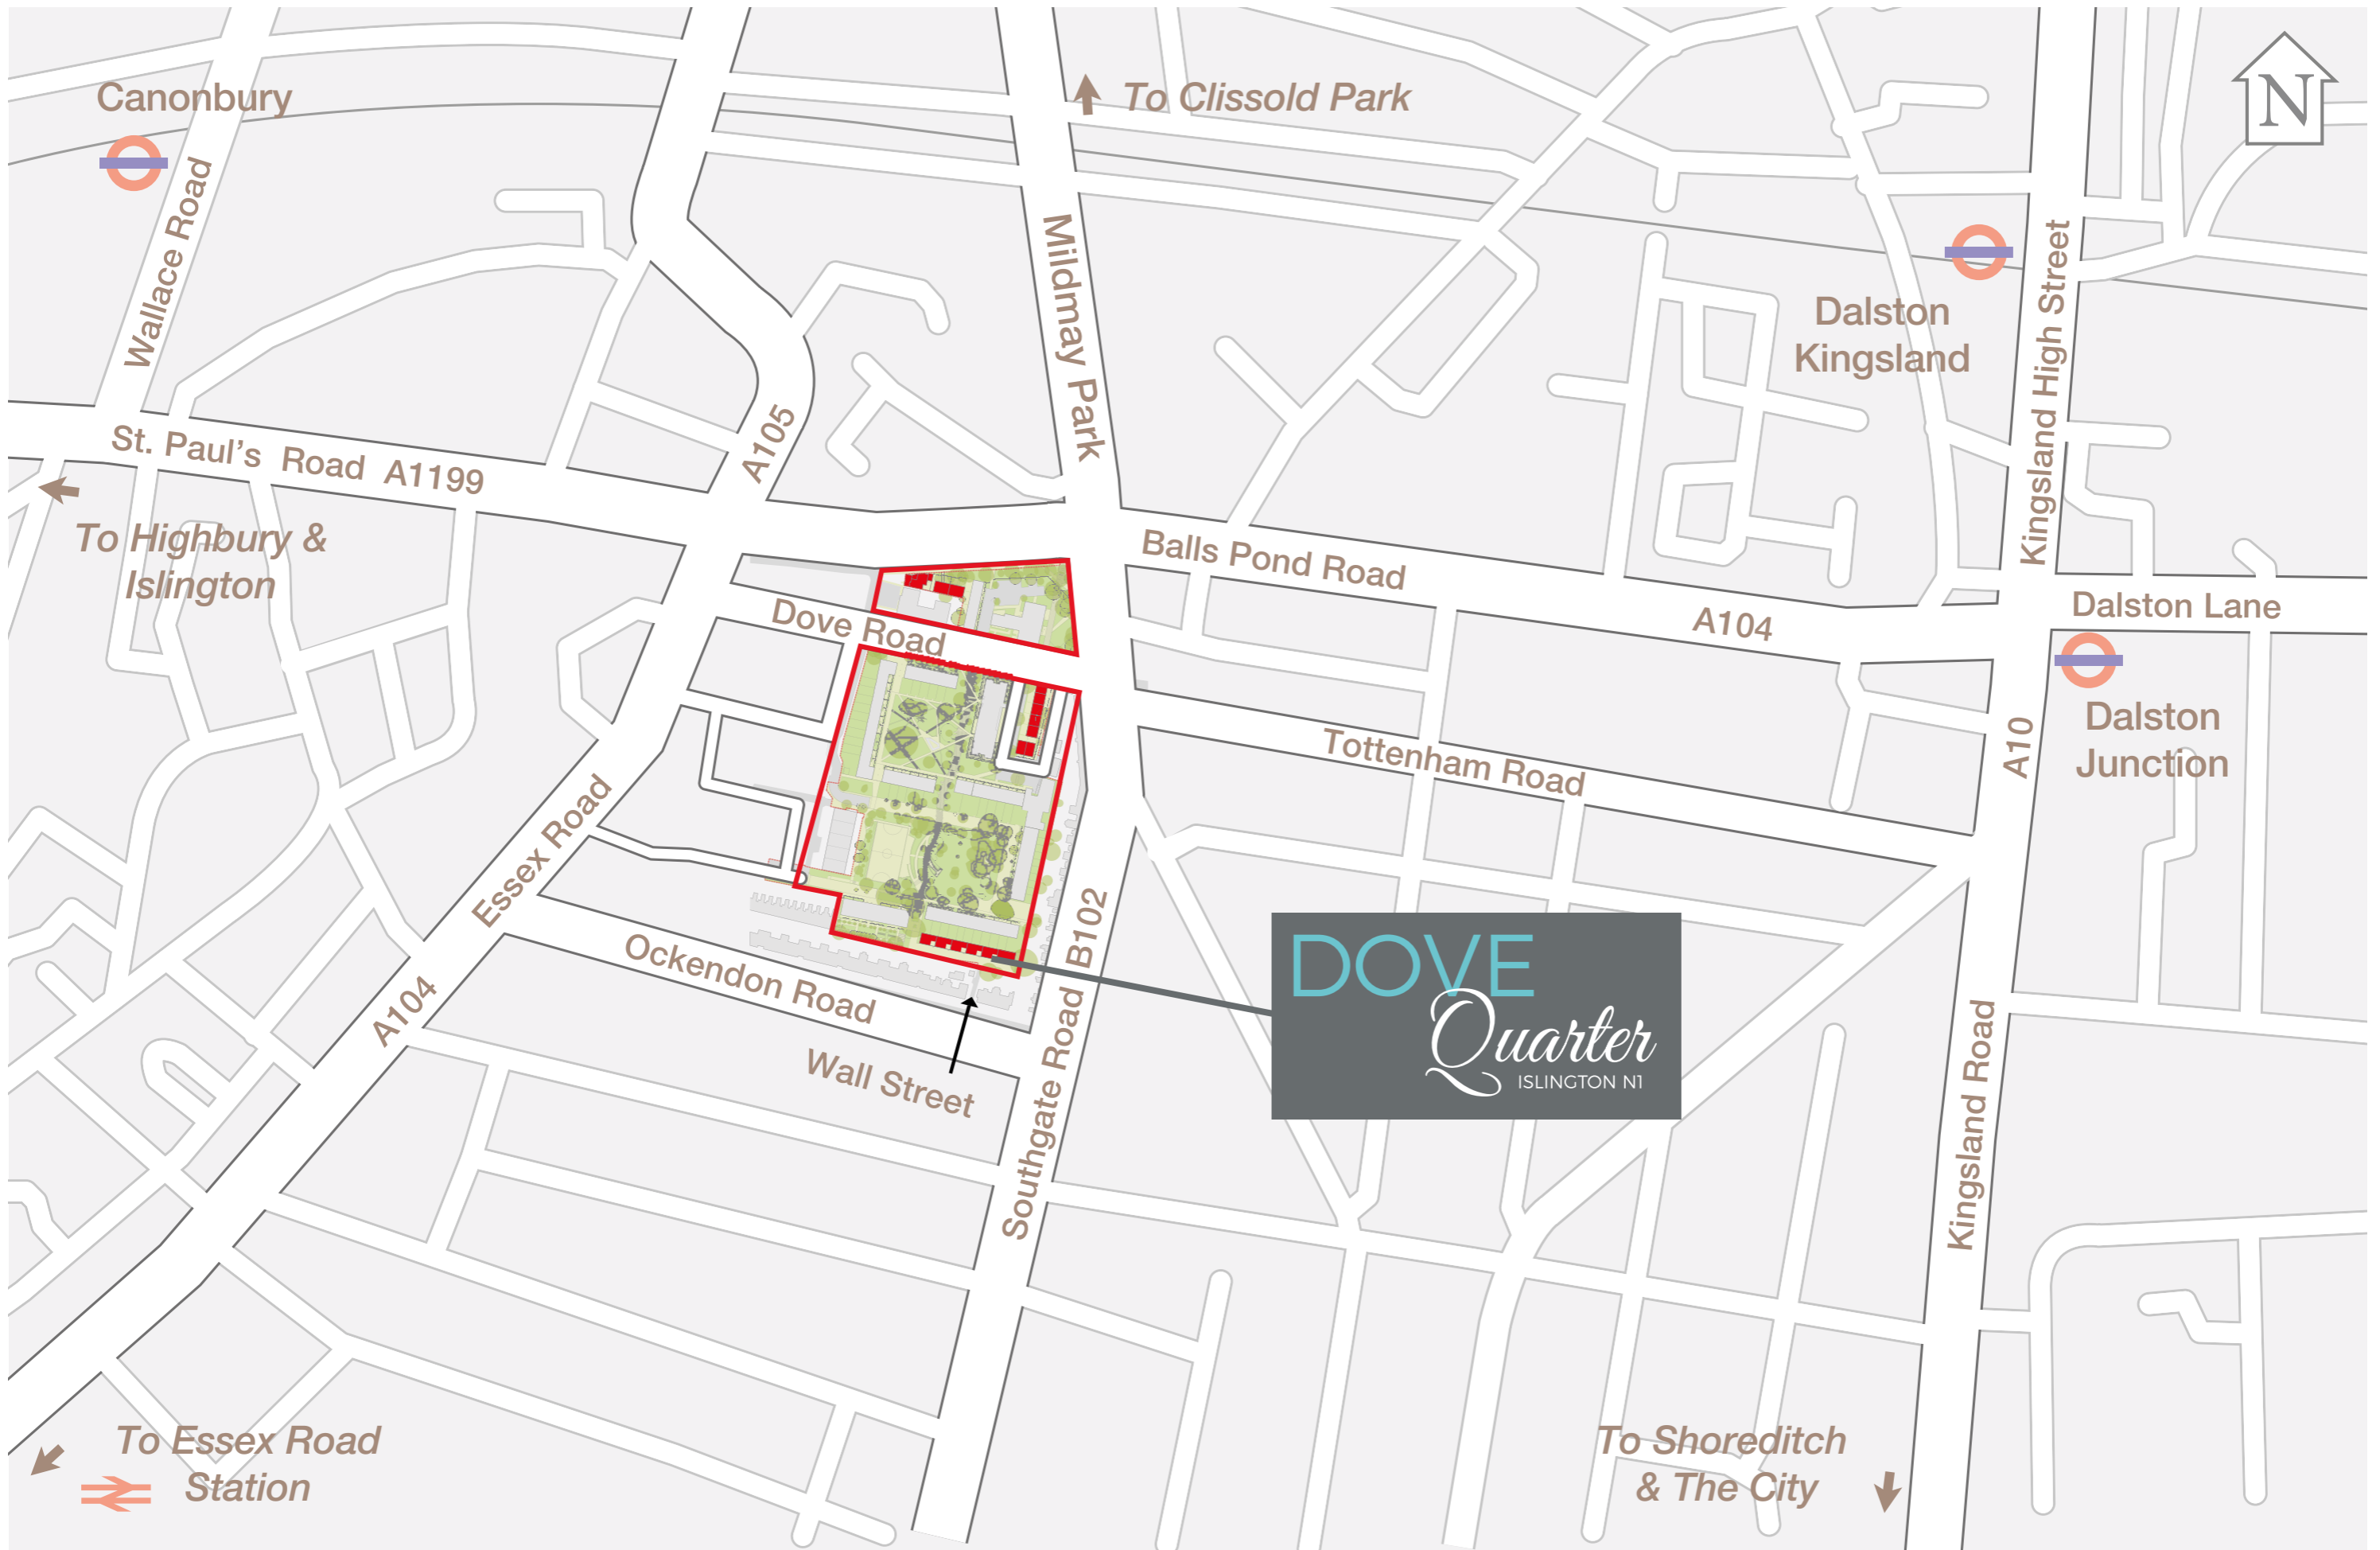 Canonbury
To Clissold Park
N
Wallace Road
Mildmay Park
Kingsland High Street
Dalston
Kingsland
St. Paul's Road A1199
A105
To Highbury &
Islington
Balls Pond Road
A104
Dalston Lane
Dove Road
Dalston
Junction
A10
Tottenham Road
Essex Road
A104
Ockendon Road
B102
Wall Street
Southgate Road
DOVE
Quarter
ISLINGTON N1
Kingsland Road
To Essex Road
Station
To Shoreditch
& The City